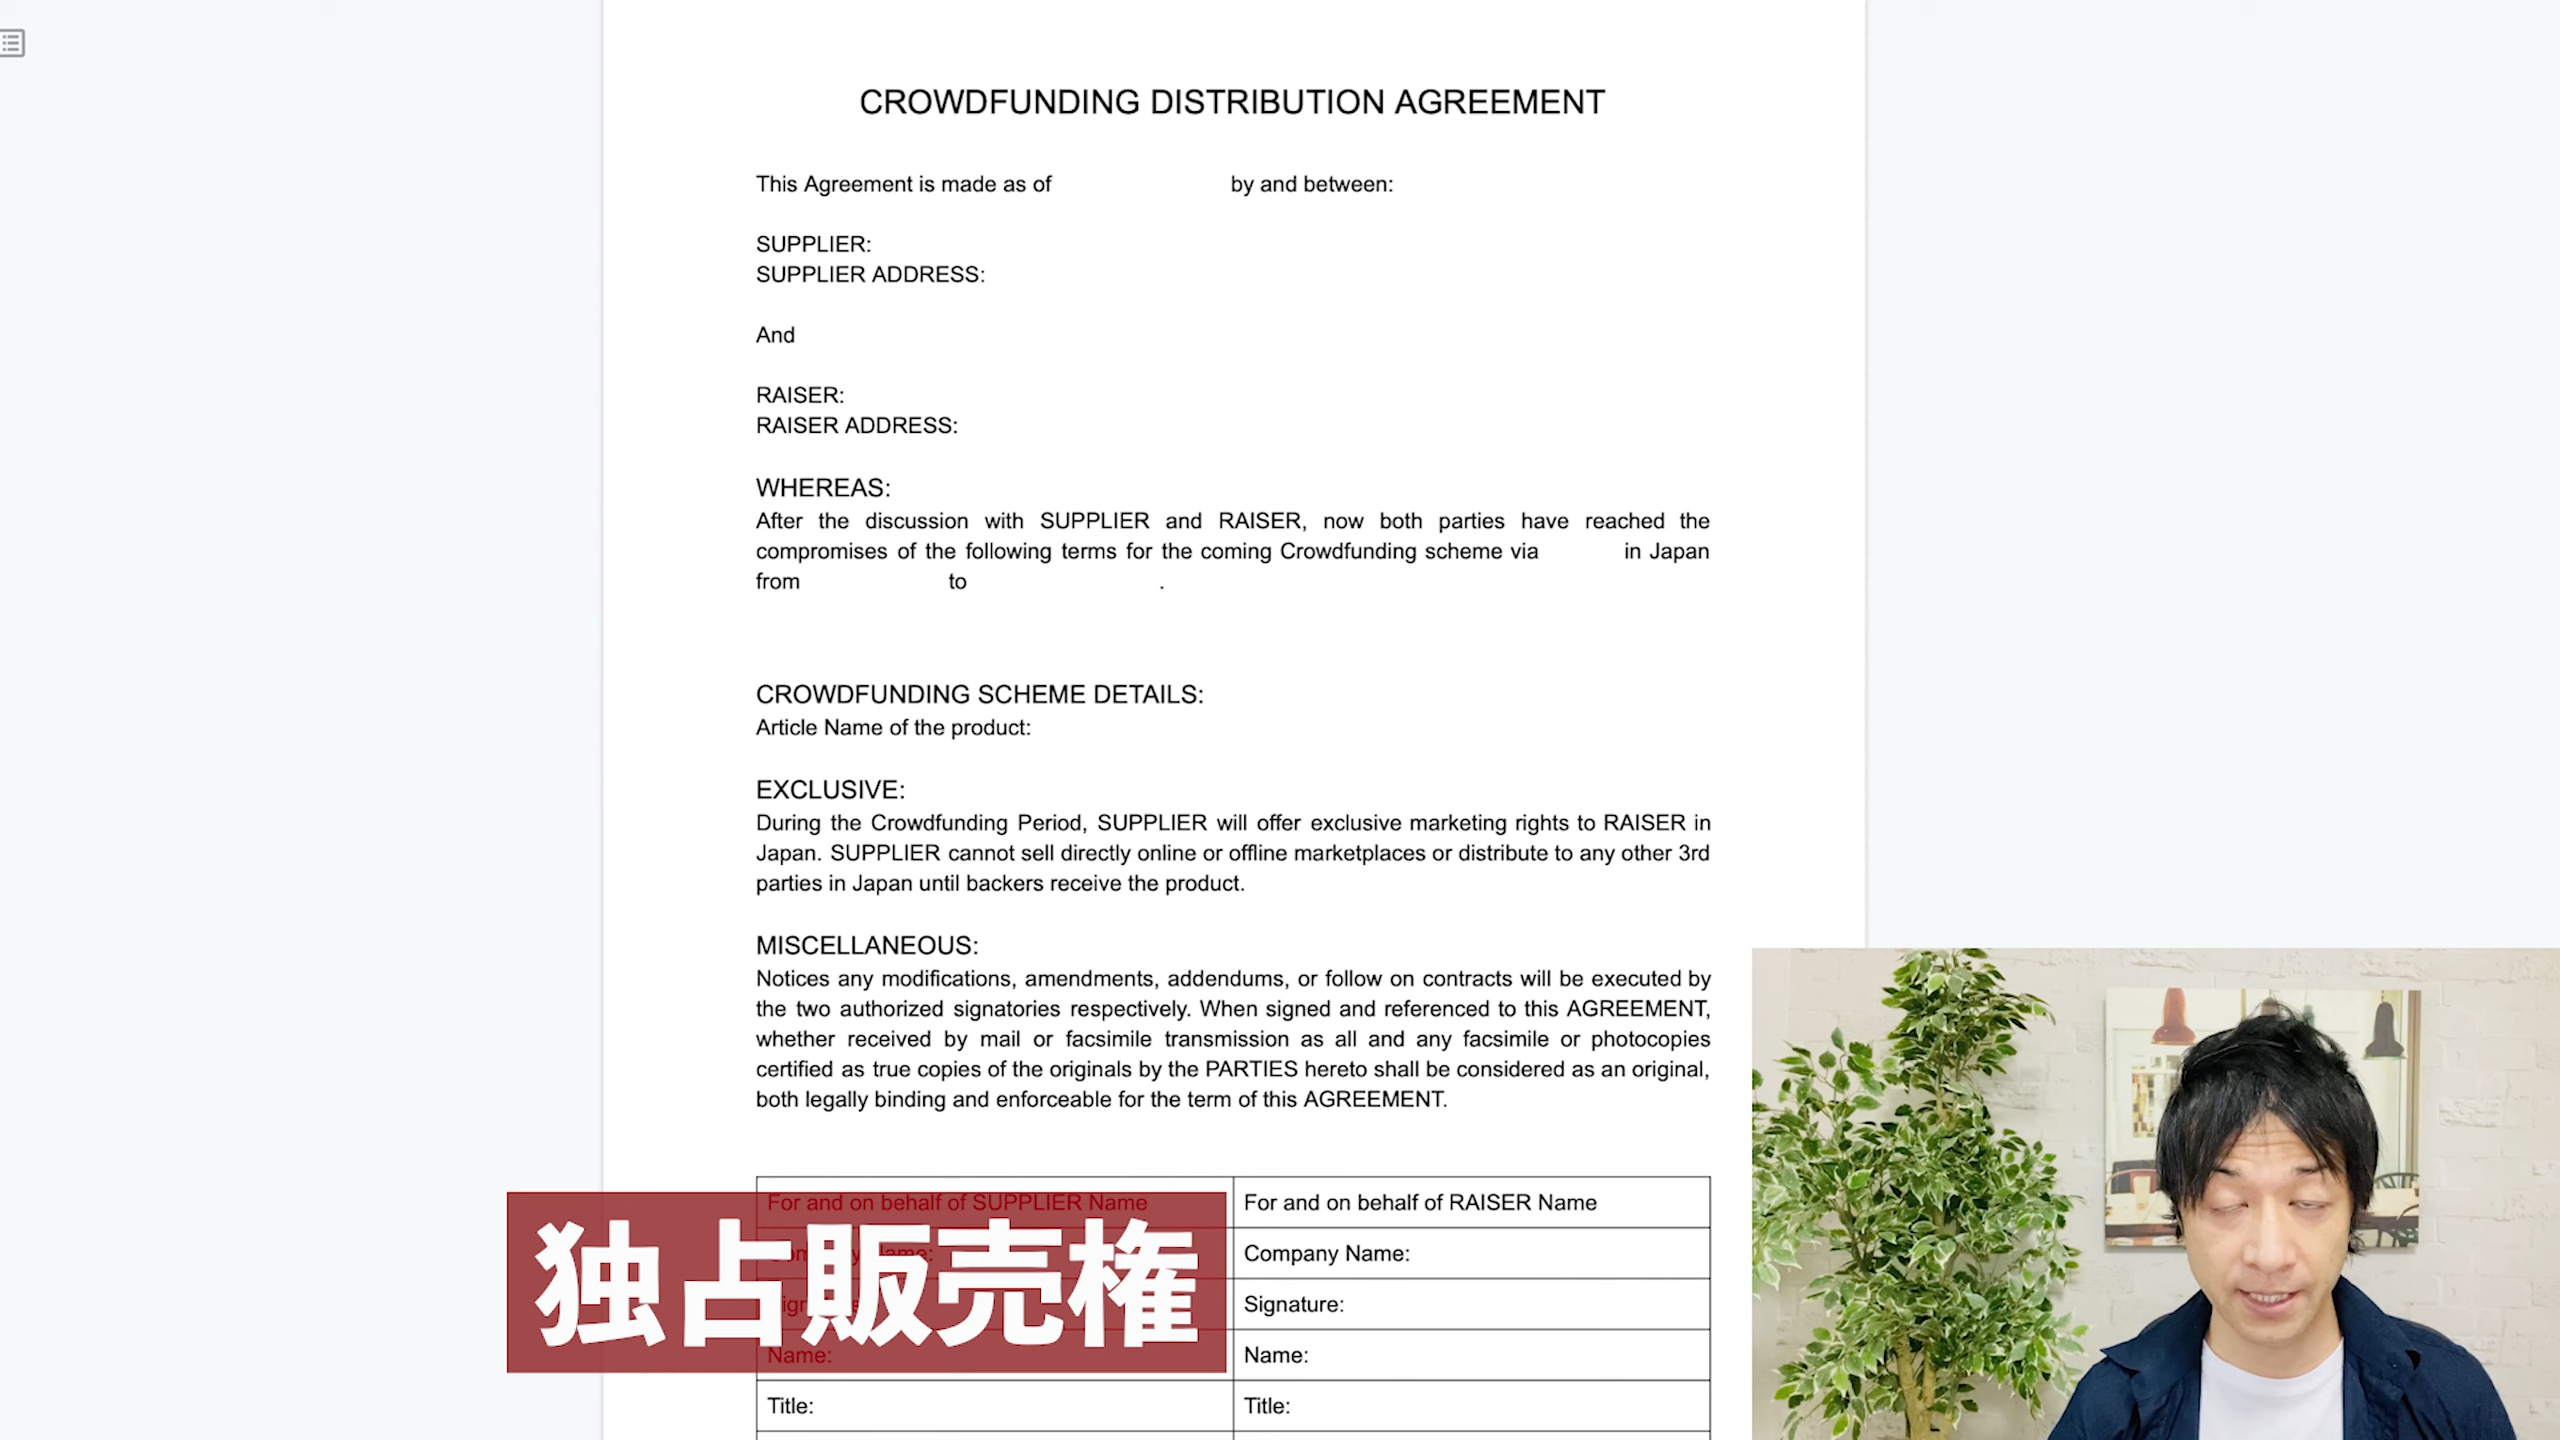 CROWDFUNDING DISTRIBUTION AGREEMENT
This Agreement is made as of by and between:
SUPPLIER:
SUPPLIER ADDRESS:
And
RAISER:
RAISER ADDRESS:
WHEREAS:
After the discussion with SUPPLIER and RAISER, now both parties have reached the
compromises of the following terms for the coming Crowdfunding scheme via in Japan
from to .
CROWDFUNDING SCHEME DETAILS:
Article Name of the product:
EXCLUSIVE:
During the Crowdfunding Period, SUPPLIER will offer exclusive marketing rights to RAISER in
Japan. SUPPLIER cannot sell directly online or offline marketplaces or distribute to any other 3rd
parties in Japan until backers receive the product.
MISCELLANEOUS:
Notices any modifications, amendments, addendums, or follow on contracts will be executed by
the two authorized signatories respectively. When signed and referenced to this AGREEMENT,
whether received by mail or facsimile transmission as all and any facsimile or photocopies
certified as true copies of the originals by the PARTIES hereto shall be considered as an original,
both legally binding and enforceable for the term of this AGREEMENT.
For and on behalf of SUPPLIER Name
For and on behalf of RAISER Name
Company Name:
Signature:
Name:
Name:
Title:
Title:
独占販売権